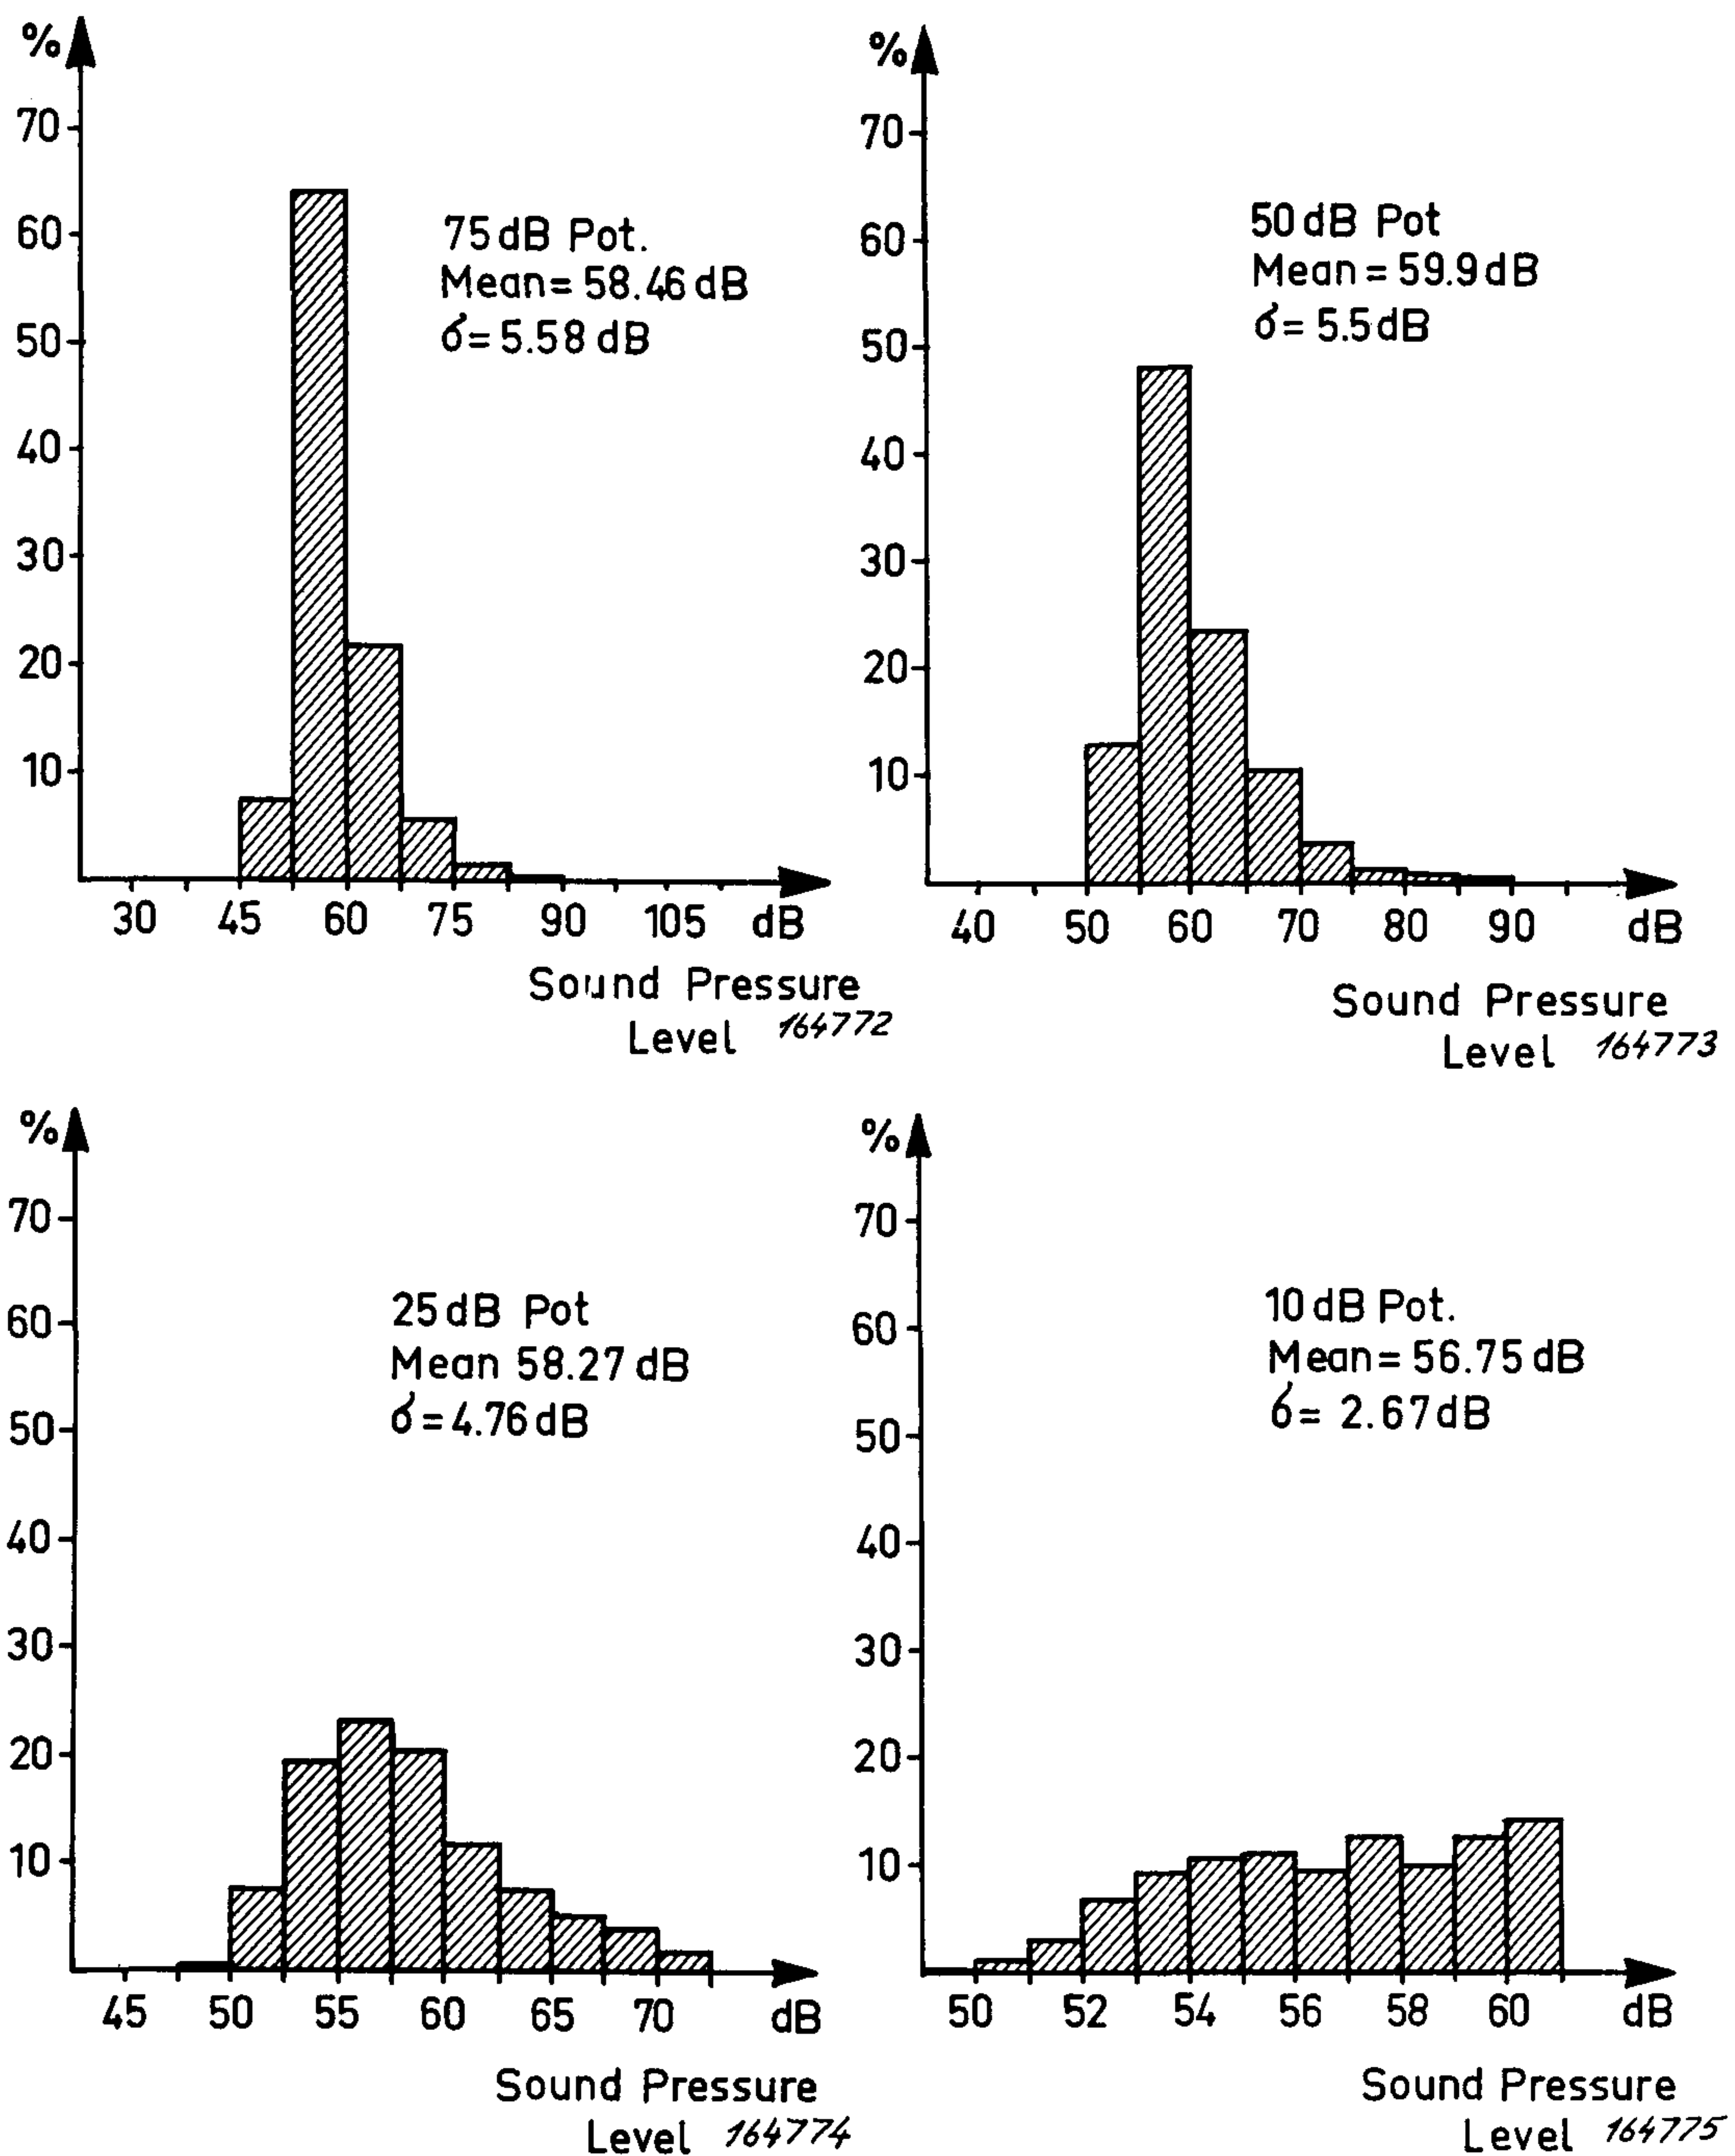 %
70
60
50
40
30
20
10
75 dB Pot.
Mean = 58.46 dB
σ = 5.58 dB
30 45 60 75 90 105 dB
Sound Pressure
Level 164772
%
70
60
50
40
30
20
10
50 dB Pot
Mean = 59.9 dB
σ = 5.5 dB
40 50 60 70 80 90 dB
Sound Pressure
Level 164773
%
70
60
50
40
30
20
10
25 dB Pot
Mean 58.27 dB
σ = 4.76 dB
45 50 55 60 65 70 dB
Sound Pressure
Level 164774
%
70
60
50
40
30
20
10
10 dB Pot.
Mean = 56.75 dB
σ = 2.67 dB
50 52 54 56 58 60 dB
Sound Pressure
Level 164775